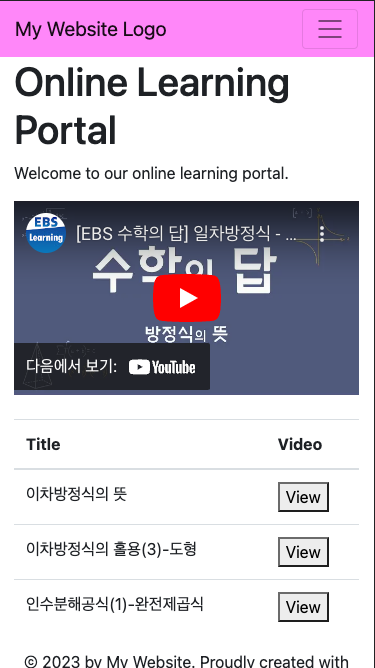 My Website Logo
Online Learning
Portal
Welcome to our online learning portal.
EBS
Learning
[EBS 수학의 답] 일차방정식 - ...
수학의 답
방정식의 뜻
다음에서 보기: YouTube
Title Video
이차방정식의 뜻 View
이차방정식의 홀용(3)-도형 View
인수분해공식(1)-완전제곱식 View
© 2023 by My Website. Proudly created with